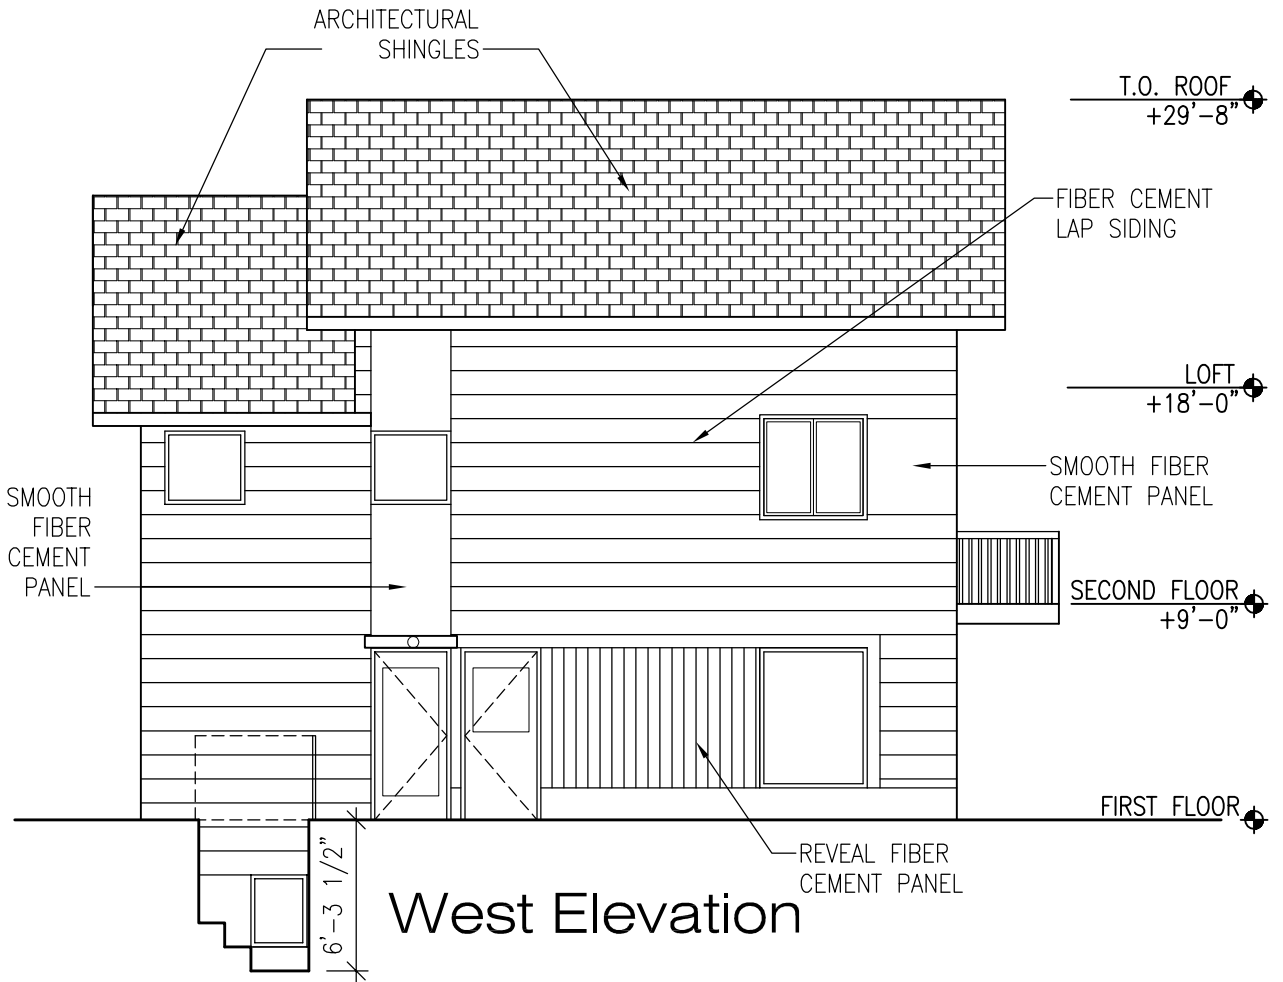 ARCHITECTURAL
SHINGLES
T.O. ROOF
+29'-8"
FIBER CEMENT
LAP SIDING
LOFT
+18'-0"
SMOOTH FIBER
CEMENT PANEL
SMOOTH
FIBER
CEMENT
PANEL
SECOND FLOOR
+9'-0"
FIRST FLOOR
REVEAL FIBER
CEMENT PANEL
6'-3 1/2"
West Elevation